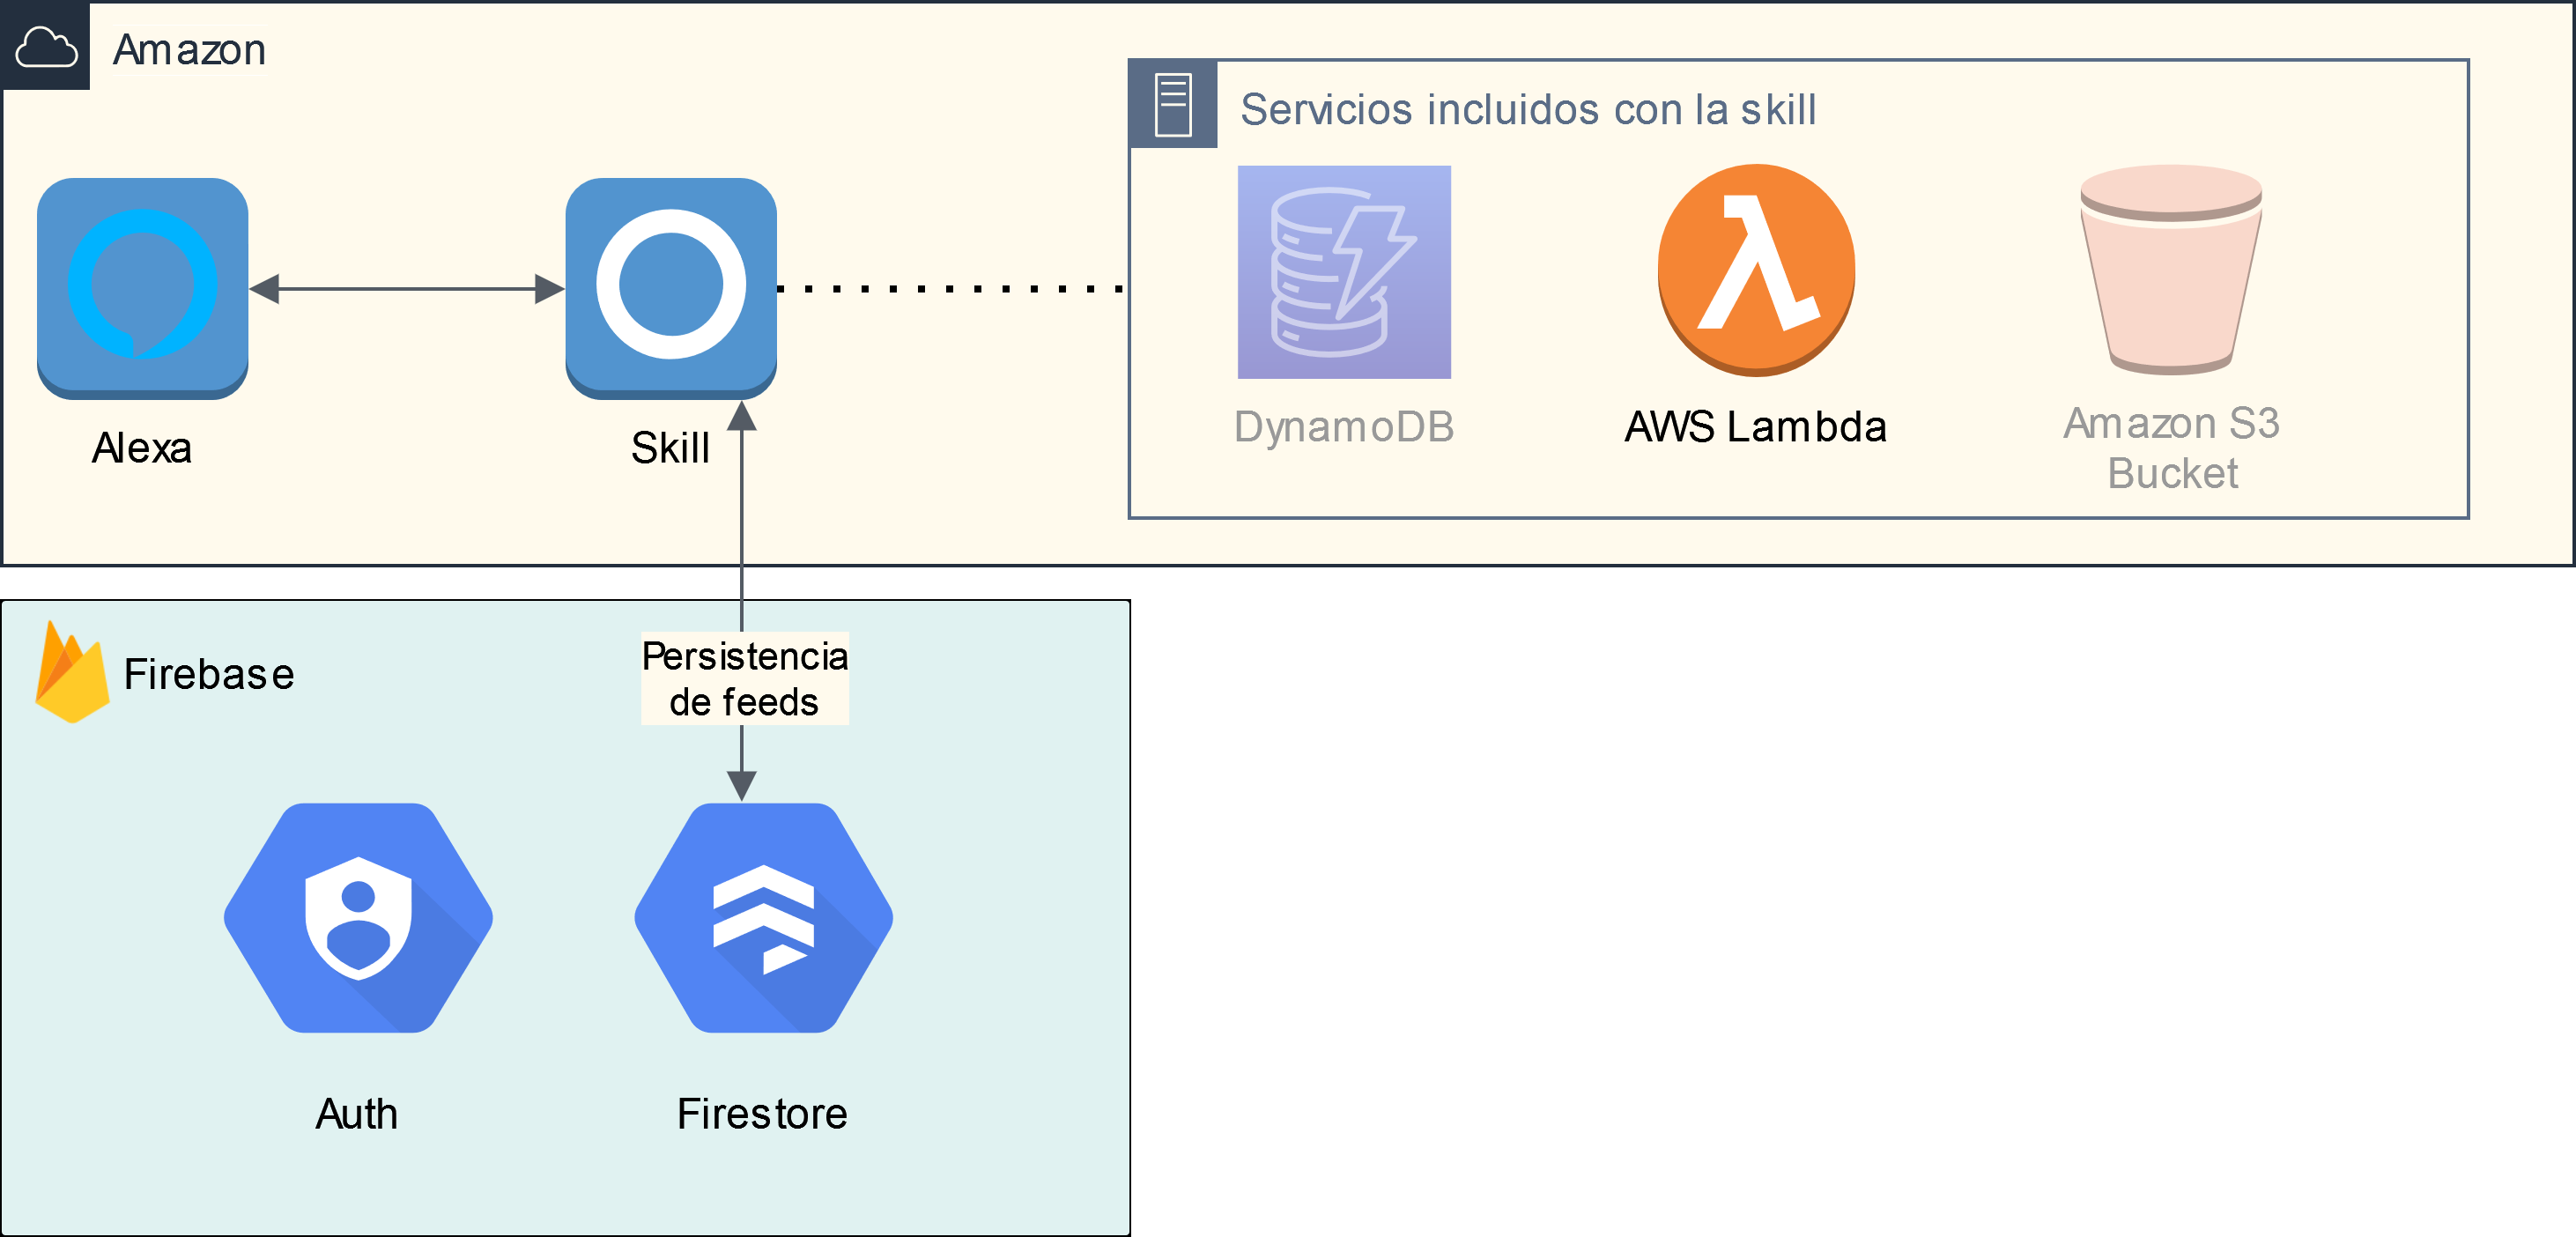 Amazon
Servicios incluidos con la skill
Alexa
Skill
DynamoDB
AWS Lambda
Amazon S3
Bucket
Firebase
Persistencia
de feeds
Auth
Firestore